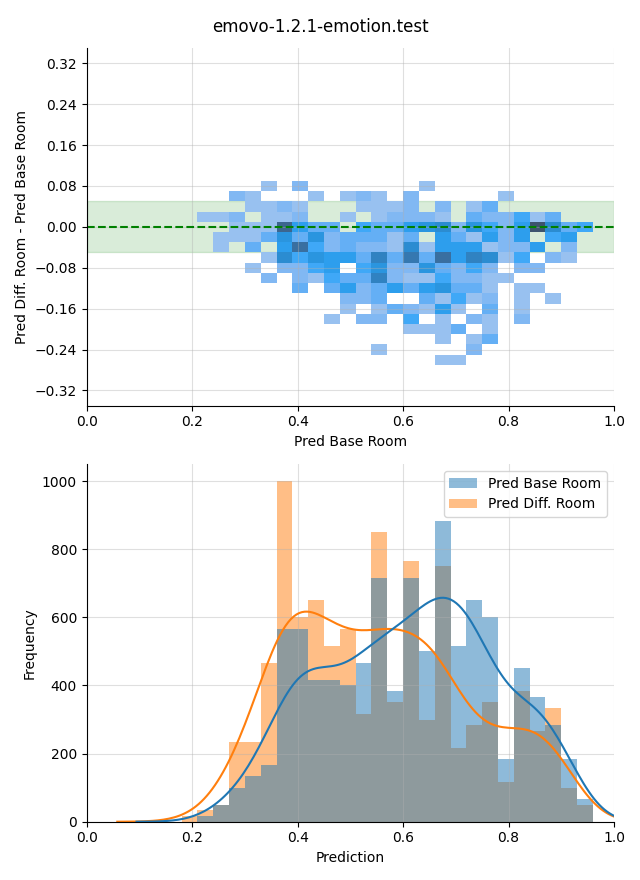 emovo-1.2.1-emotion.test
0.32
0.24
0.16
0.08
0.00
−0.08
−0.16
−0.24
−0.32
Pred Diff. Room - Pred Base Room
0.0 0.2 0.4 0.6 0.8 1.0
Pred Base Room
Pred Base Room
Pred Diff. Room
1000
800
600
400
200
0
Frequency
0.0 0.2 0.4 0.6 0.8 1.0
Prediction